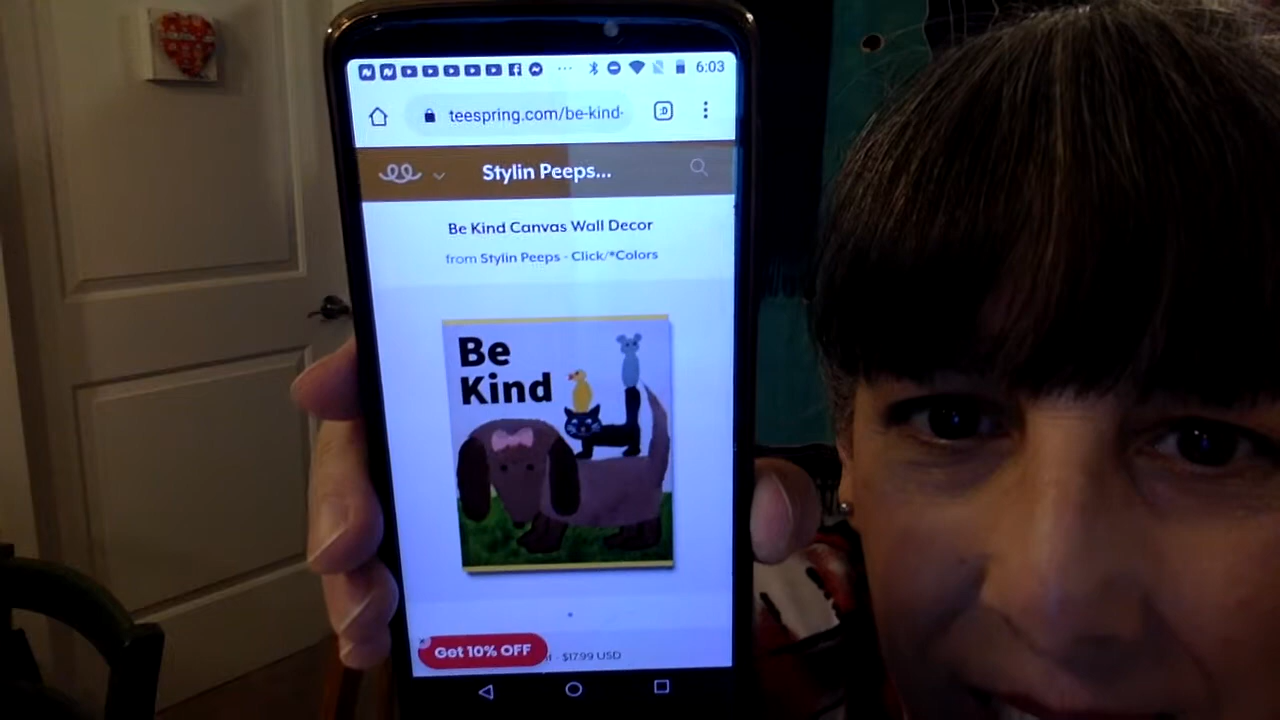 6:03
teesprıng.com/be-kind-
:D
Stylin Peeps...
Be Kind Canvas Wall Decor
from Stylin Peeps - Click/*Colors
Be
Kind
Get 10% OFF
- $17.99 USD